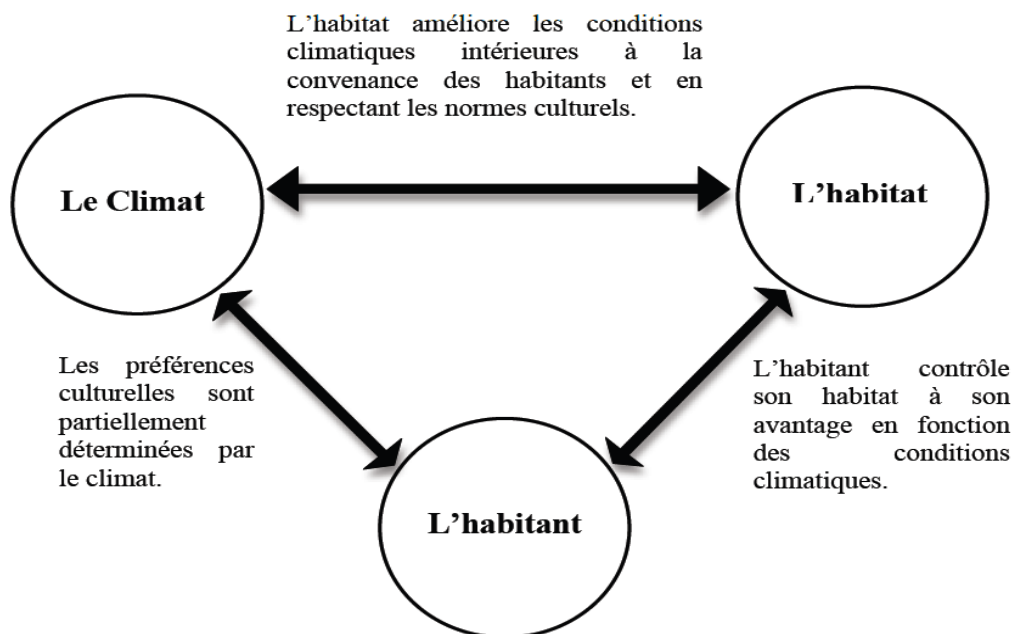 L'habitat améliore les conditions
climatiques intérieures à la
convenance des habitants et en
respectant les normes culturels.
Le Climat
L'habitat
Les préférences
culturelles sont
partiellement
déterminées par
le climat.
L'habitant contrôle
son habitat à son
avantage en fonction
des conditions
climatiques.
L'habitant